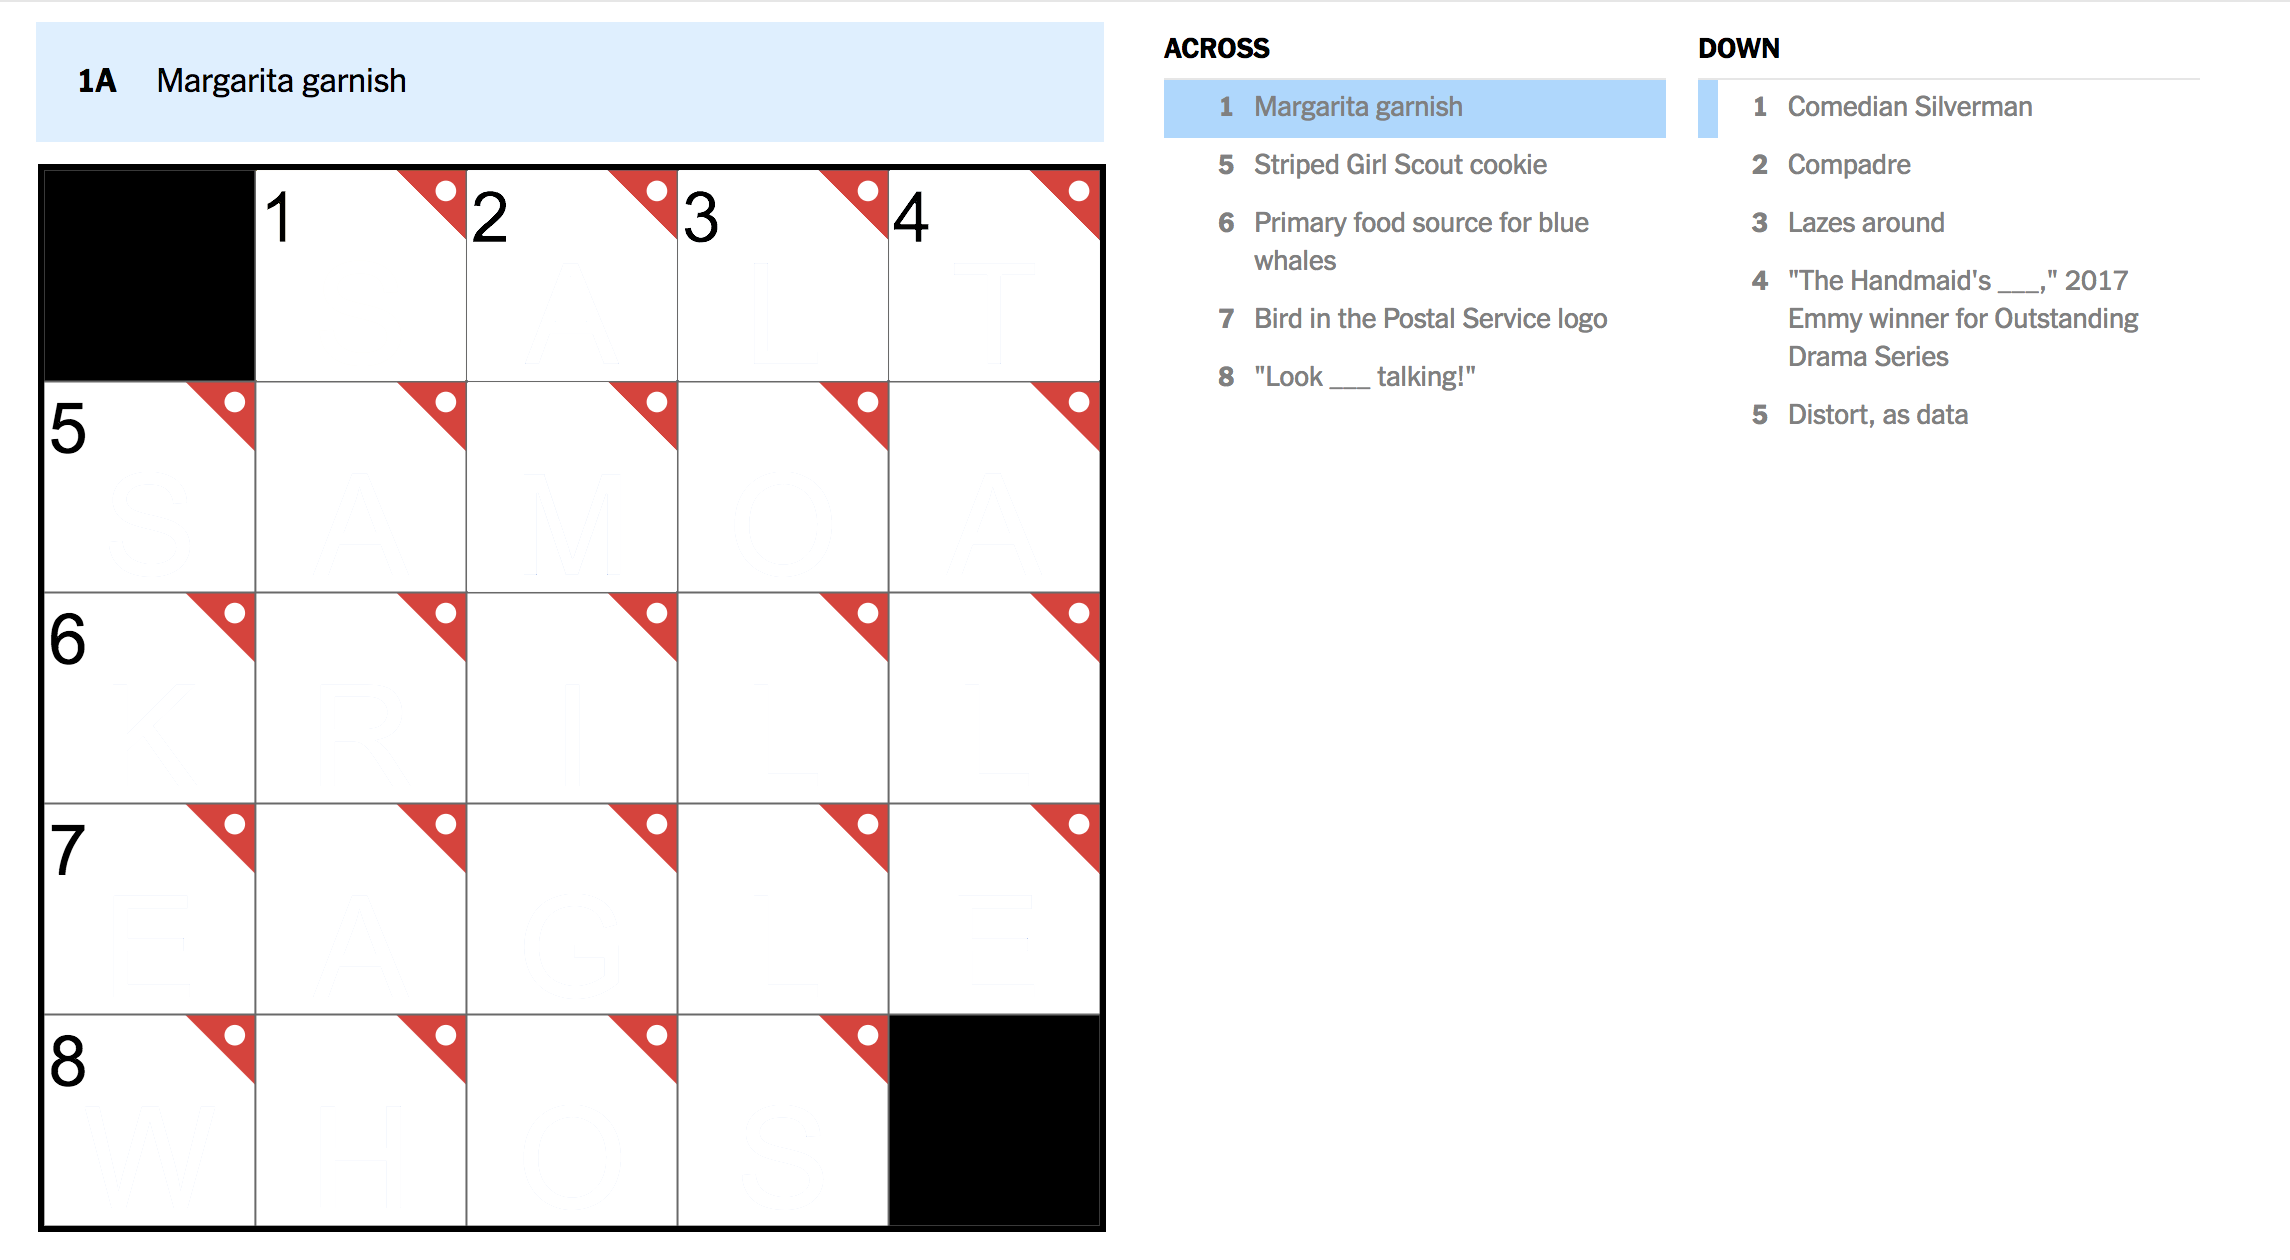 1A Margarita garnish
1 2 3 4
5
6
7
8
ACROSS
1 Margarita garnish
5 Striped Girl Scout cookie
6 Primary food source for blue
whales
7 Bird in the Postal Service logo
8 "Look ___ talking!"
DOWN
1 Comedian Silverman
2 Compadre
3 Lazes around
4 "The Handmaid's ___," 2017
Emmy winner for Outstanding
Drama Series
5 Distort, as data